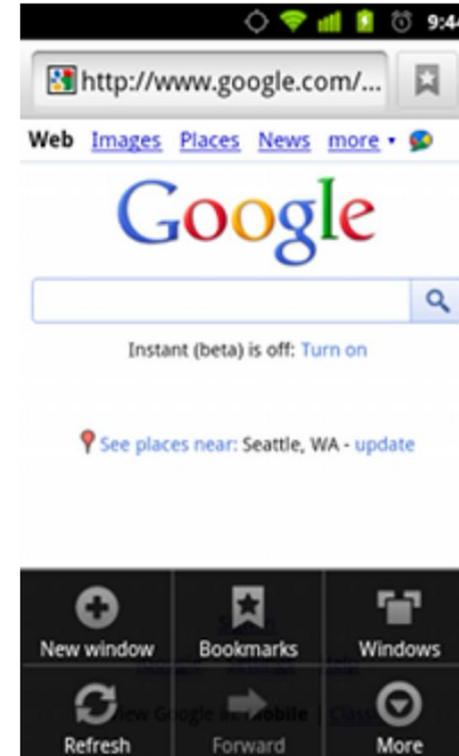 9:44
http://www.google.com/...
Web Images Places News more
Google
Instant (beta) is off: Turn on
See places near: Seattle, WA - update
New window Bookmarks Windows
Refresh Forward More